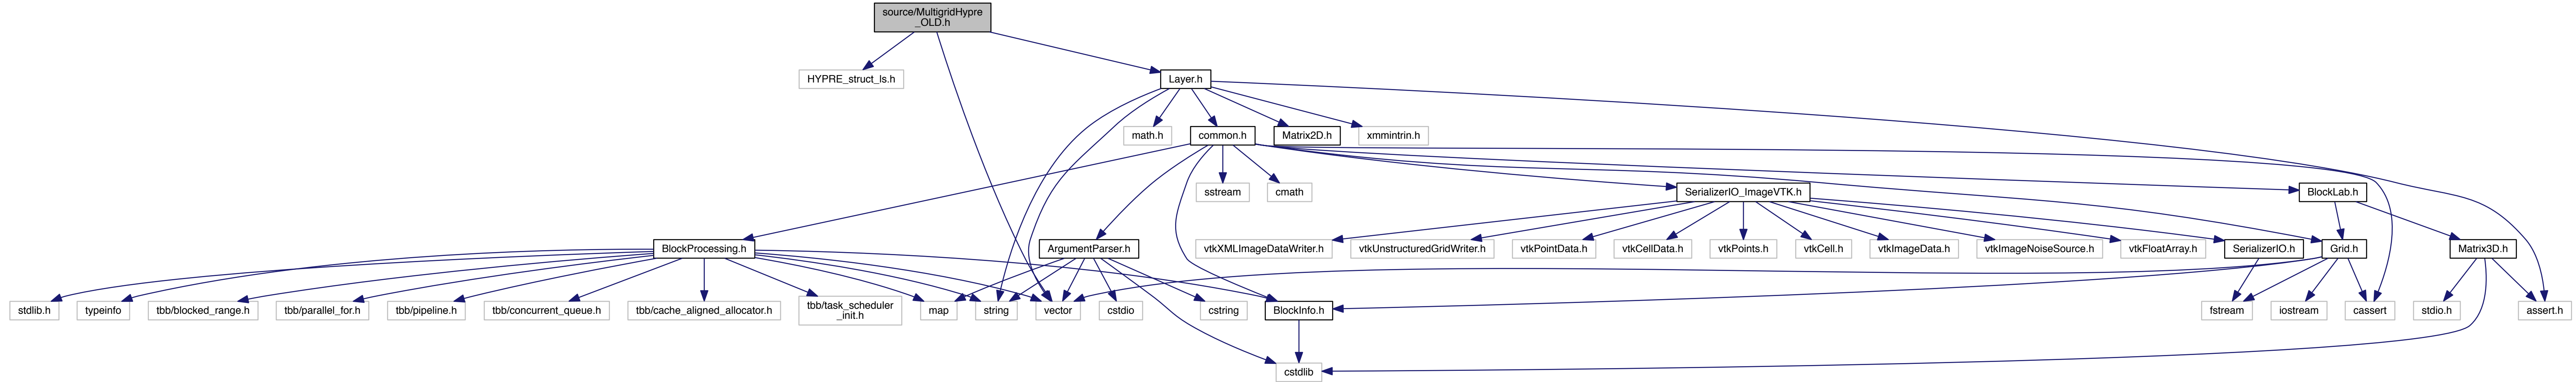 source/MultigridHypre
_OLD.h
HYPRE_struct_ls.h
Layer.h
math.h
common.h
Matrix2D.h
xmmintrin.h
sstream
cmath
SerializerIO_ImageVTK.h
BlockLab.h
BlockProcessing.h
ArgumentParser.h
vtkXMLImageDataWriter.h
vtkUnstructuredGridWriter.h
vtkPointData.h
vtkCellData.h
vtkPoints.h
vtkCell.h
vtkImageData.h
vtkImageNoiseSource.h
vtkFloatArray.h
SerializerIO.h
Grid.h
Matrix3D.h
stdlib.h
typeinfo
tbb/blocked_range.h
tbb/parallel_for.h
tbb/pipeline.h
tbb/concurrent_queue.h
tbb/cache_aligned_allocator.h
tbb/task_scheduler
_init.h
map
string
vector
cstdio
cstring
BlockInfo.h
fstream
iostream
cassert
stdio.h
assert.h
cstdlib